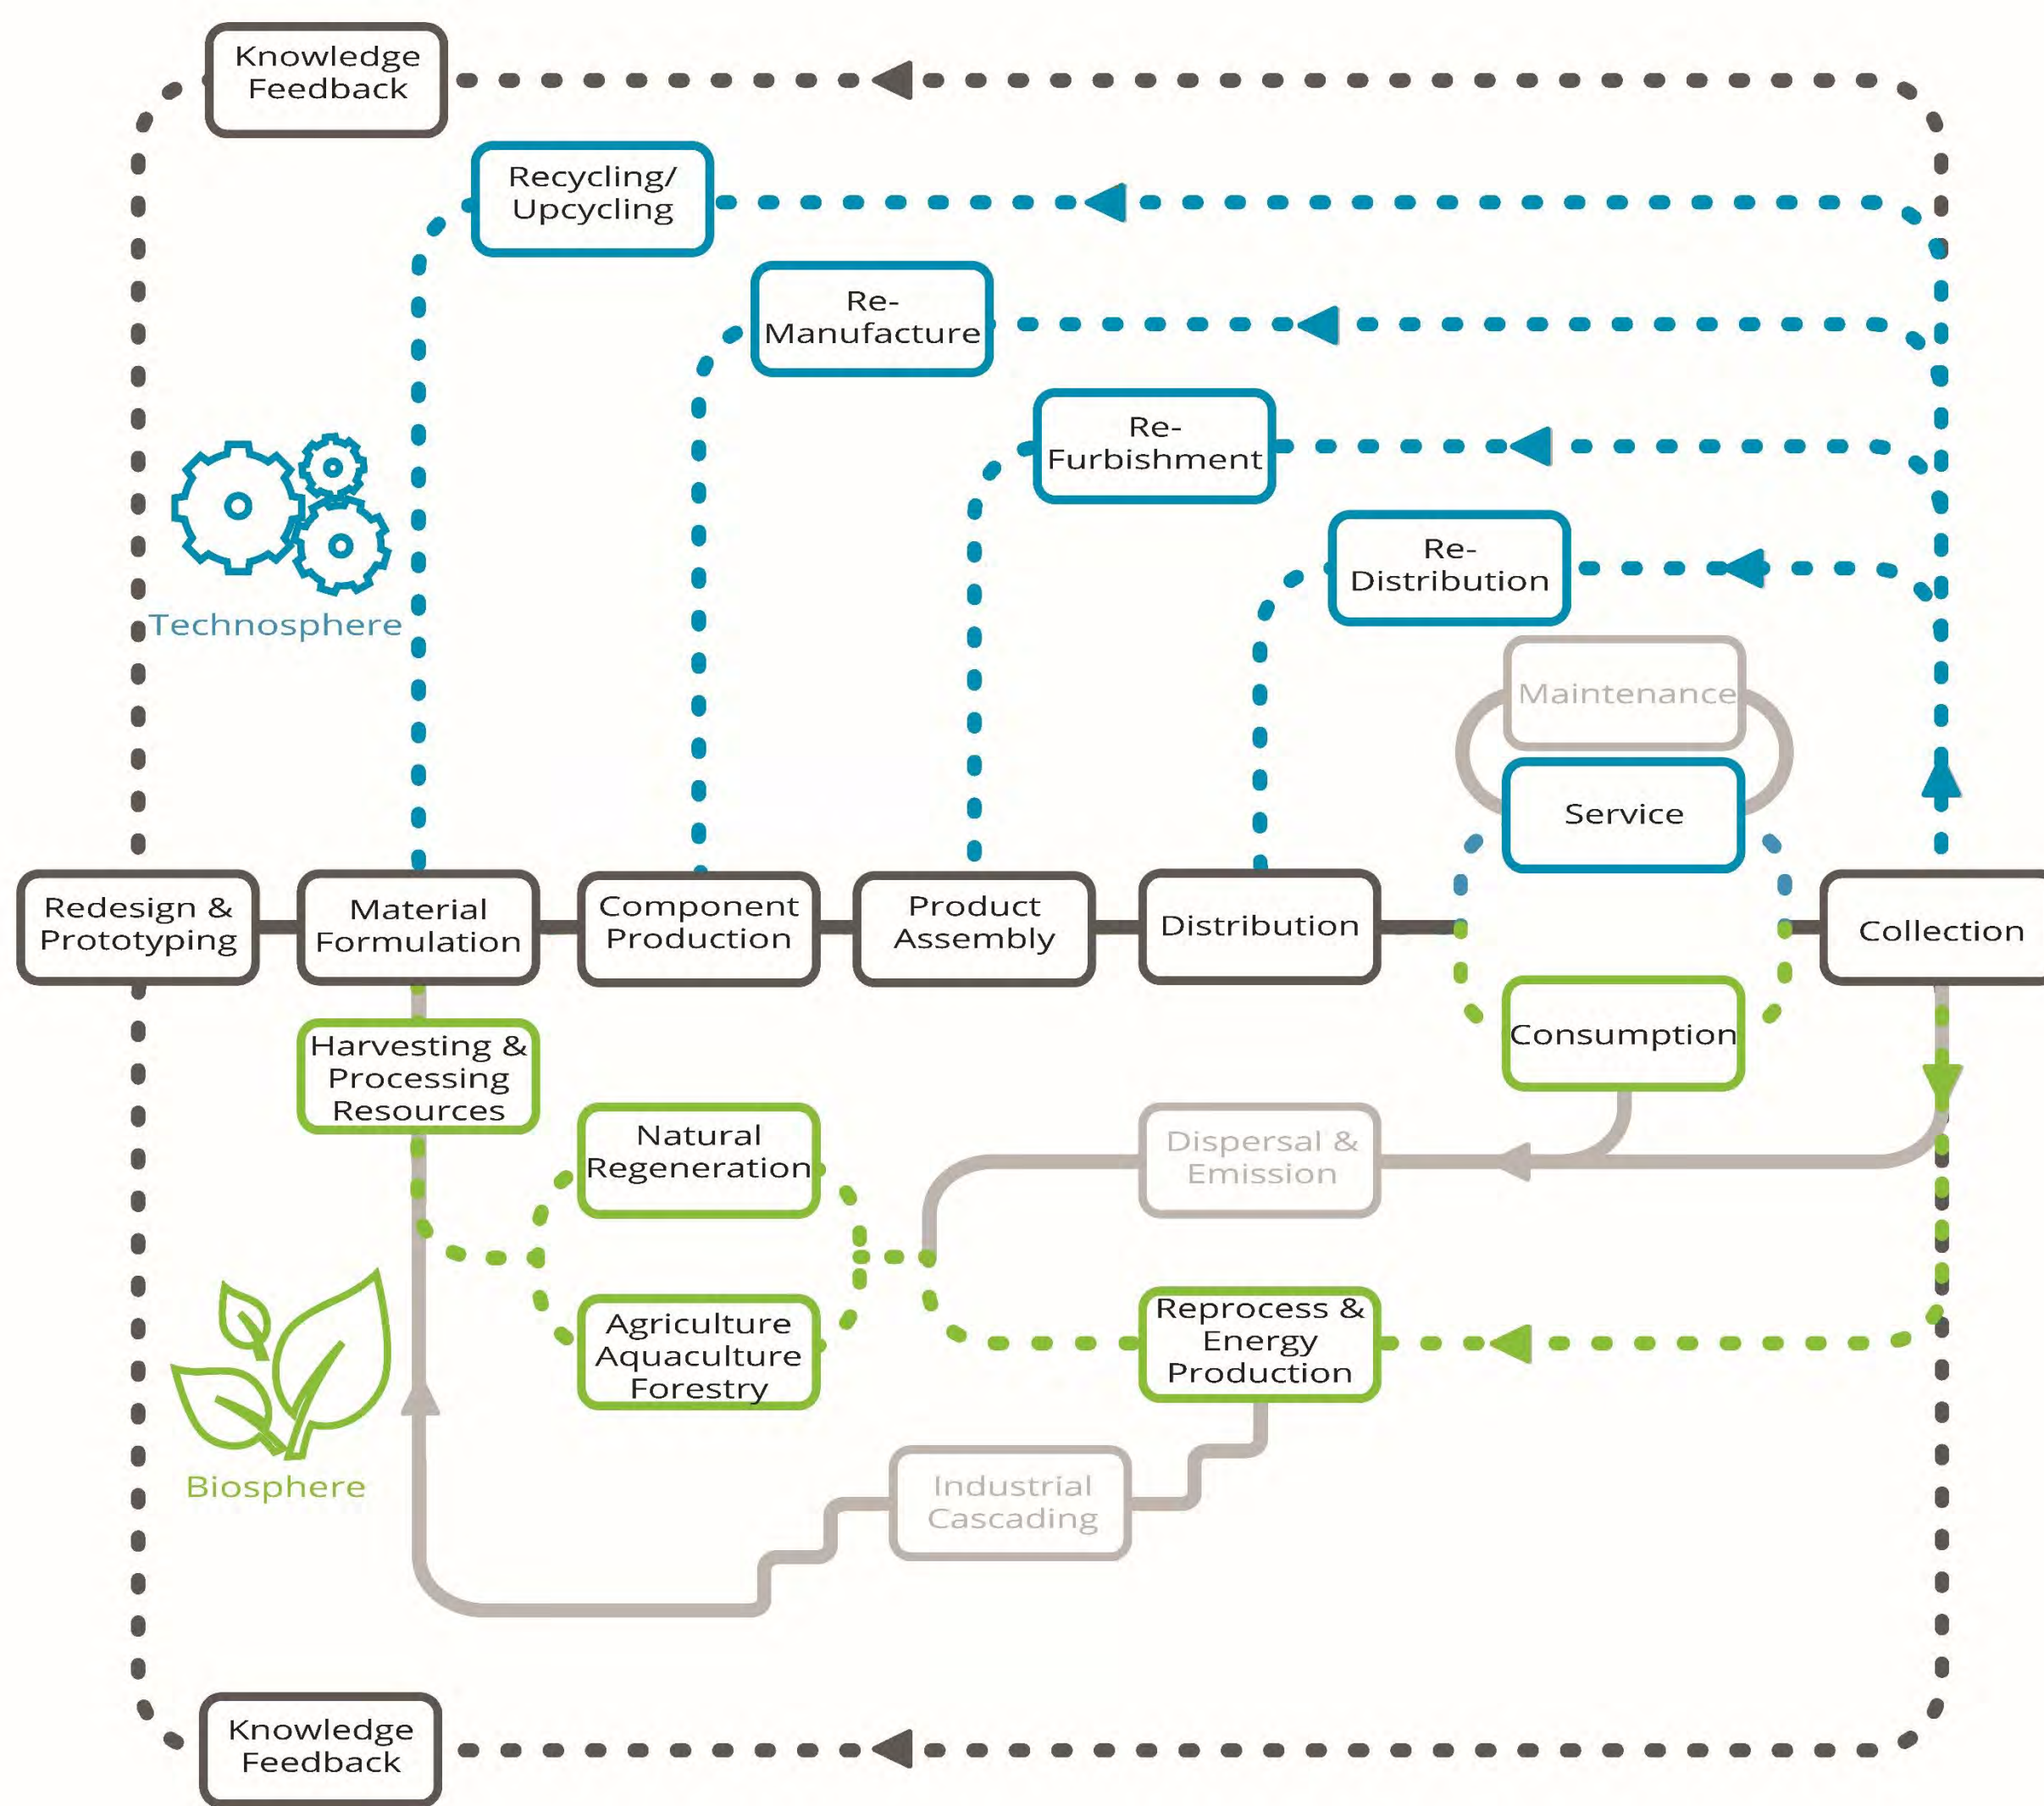 Knowledge
Feedback
Recycling/
Upcycling
Re-
Manufacture
Re-
Furbishment
Re-
Distribution
Technosphere
Maintenance
Service
Redesign &
Prototyping
Material
Formulation
Component
Production
Product
Assembly
Distribution
Collection
Consumption
Harvesting &
Processing
Resources
Natural
Regeneration
Dispersal &
Emission
Agriculture
Aquaculture
Forestry
Reprocess &
Energy
Production
Biosphere
Industrial
Cascading
Knowledge
Feedback